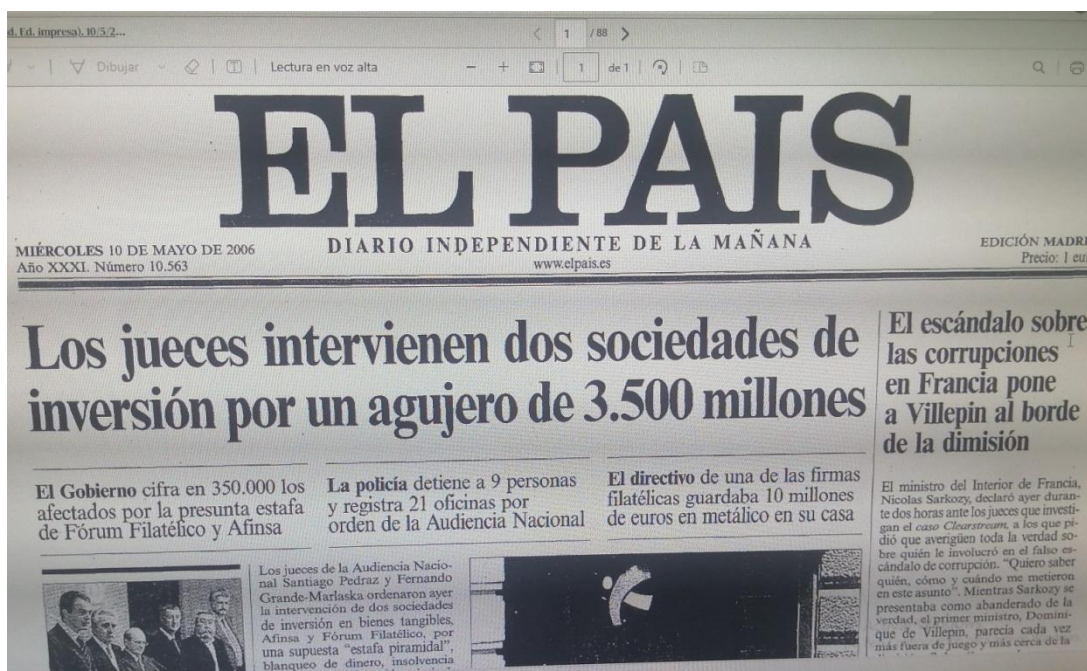 d. Ed. impresa). 10/5/2...
1 / 88
Dibujar
Lectura en voz alta
1 de 1
EL PAIS
DIARIO INDEPENDIENTE DE LA MAÑANA
www.elpais.es
MIÉRCOLES 10 DE MAYO DE 2006
Año XXXI. Número 10.563
EDICIÓN MADRI
Precio: 1 eur
Los jueces intervienen dos sociedades de
inversión por un agujero de 3.500 millones
El Gobierno cifra en 350.000 los
afectados por la presunta estafa
de Fórum Filatélico y Afinsa
La policía detiene a 9 personas
y registra 21 oficinas por
orden de la Audiencia Nacional
El directivo de una de las firmas
filatélicas guardaba 10 millones
de euros en metálico en su casa
Los jueces de la Audiencia Nacio-
nal Santiago Pedraz y Fernando
Grande-Marlaska ordenaron ayer
la intervención de dos sociedades
de inversión en bienes tangibles,
Afinsa y Fórum Filatélico, por
una supuesta "estafa piramidal",
blanqueo de dinero, insolvencia
El escándalo sobre
las corrupciones
en Francia pone
a Villepin al borde
de la dimisión
El ministro del Interior de Francia,
Nicolas Sarkozy, declaró ayer duran-
te dos horas ante los jueces que investi-
gan el caso Clearstream, a los que pi-
dió que averigüen toda la verdad so-
bre quién le involucró en el falso es-
cándalo de corrupción. "Quiero saber
quién, cómo y cuándo me metieron
en este asunto". Mientras Sarkozy se
presentaba como abanderado de la
verdad, el primer ministro, Domini-
que de Villepin, parecía cada vez
más fuera de juego y más cerca de la